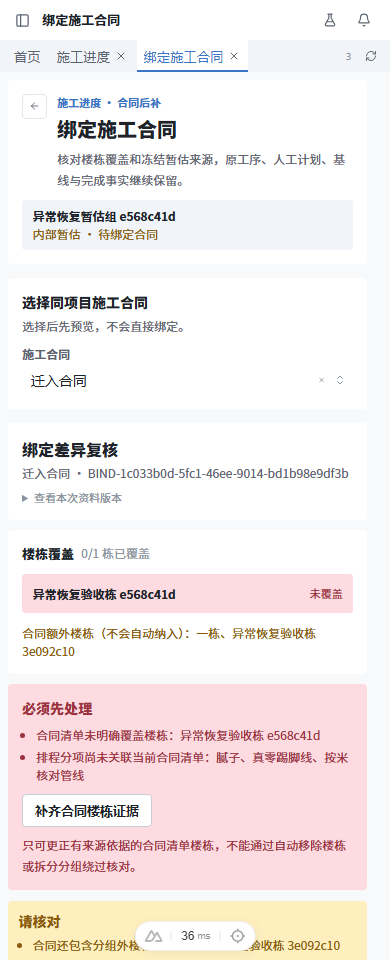 绑定施工合同
首页
施工进度 ×
绑定施工合同 ×
3
施工进度 · 合同后补
绑定施工合同
核对楼栋覆盖和冻结暂估来源，原工序、人工计划、基
线与完成事实继续保留。
异常恢复暂估组 e568c41d
内部暂估 · 待绑定合同
选择同项目施工合同
选择后先预览，不会直接绑定。
施工合同
迁入合同 ×
绑定差异复核
迁入合同 · BIND-1c033b0d-5fc1-46ee-9014-bd1b98e9df3b
▶ 查看本次资料版本
楼栋覆盖 0/1 栋已覆盖
异常恢复验收栋 e568c41d 未覆盖
合同额外楼栋（不会自动纳入）：一栋、异常恢复验收栋
3e092c10
必须先处理
• 合同清单未明确覆盖楼栋：异常恢复验收栋 e568c41d
• 排程分项尚未关联当前合同清单：腻子、真零踢脚线、按米
核对管线
补齐合同楼栋证据
只可更正有来源依据的合同清单楼栋，不能通过自动移除楼栋
或拆分分组绕过核对。
请核对
36 ms
• 合同还包含分组外楼 收栋 3e092c10